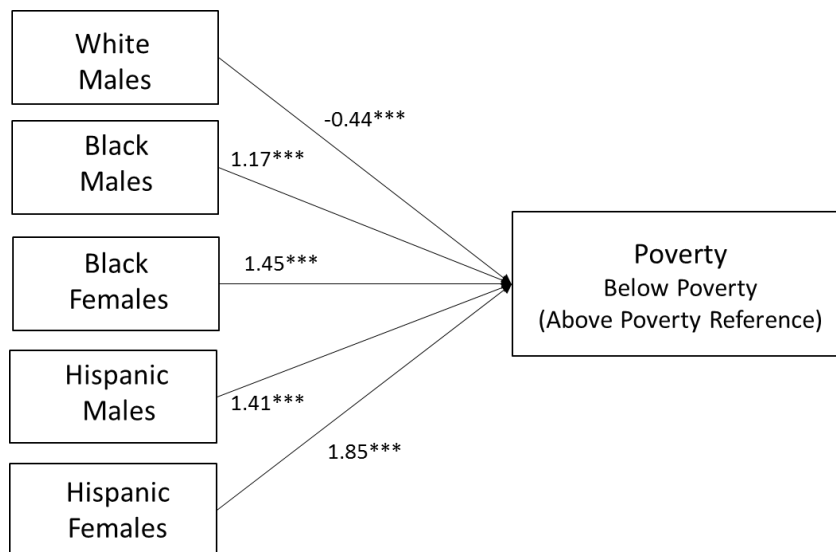 White
Males
-0.44***
Black
Males
1.17***
Black
Females
1.45***
Poverty
Below Poverty
(Above Poverty Reference)
Hispanic
Males
1.41***
1.85***
Hispanic
Females